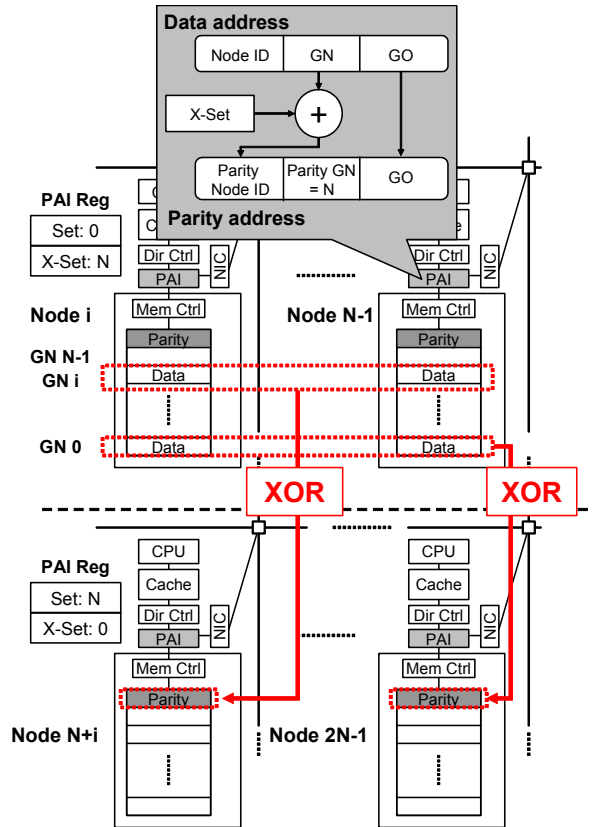 Data address
Node ID GN GO
X-Set
+
Parity Node ID
Parity GN = N
GO
Parity address
PAI Reg
Set: 0
X-Set: N
Dir Ctrl
PAI
NIC
Node i
Mem Ctrl
Parity
GN N-1
GN i
Data
GN 0
Data
Dir Ctrl
PAI
NIC
Node N-1
Mem Ctrl
Parity
Data
Data
XOR
XOR
PAI Reg
Set: N
X-Set: 0
CPU
Cache
Dir Ctrl
PAI
NIC
Mem Ctrl
Parity
Node N+i
CPU
Cache
Dir Ctrl
PAI
NIC
Mem Ctrl
Parity
Node 2N-1